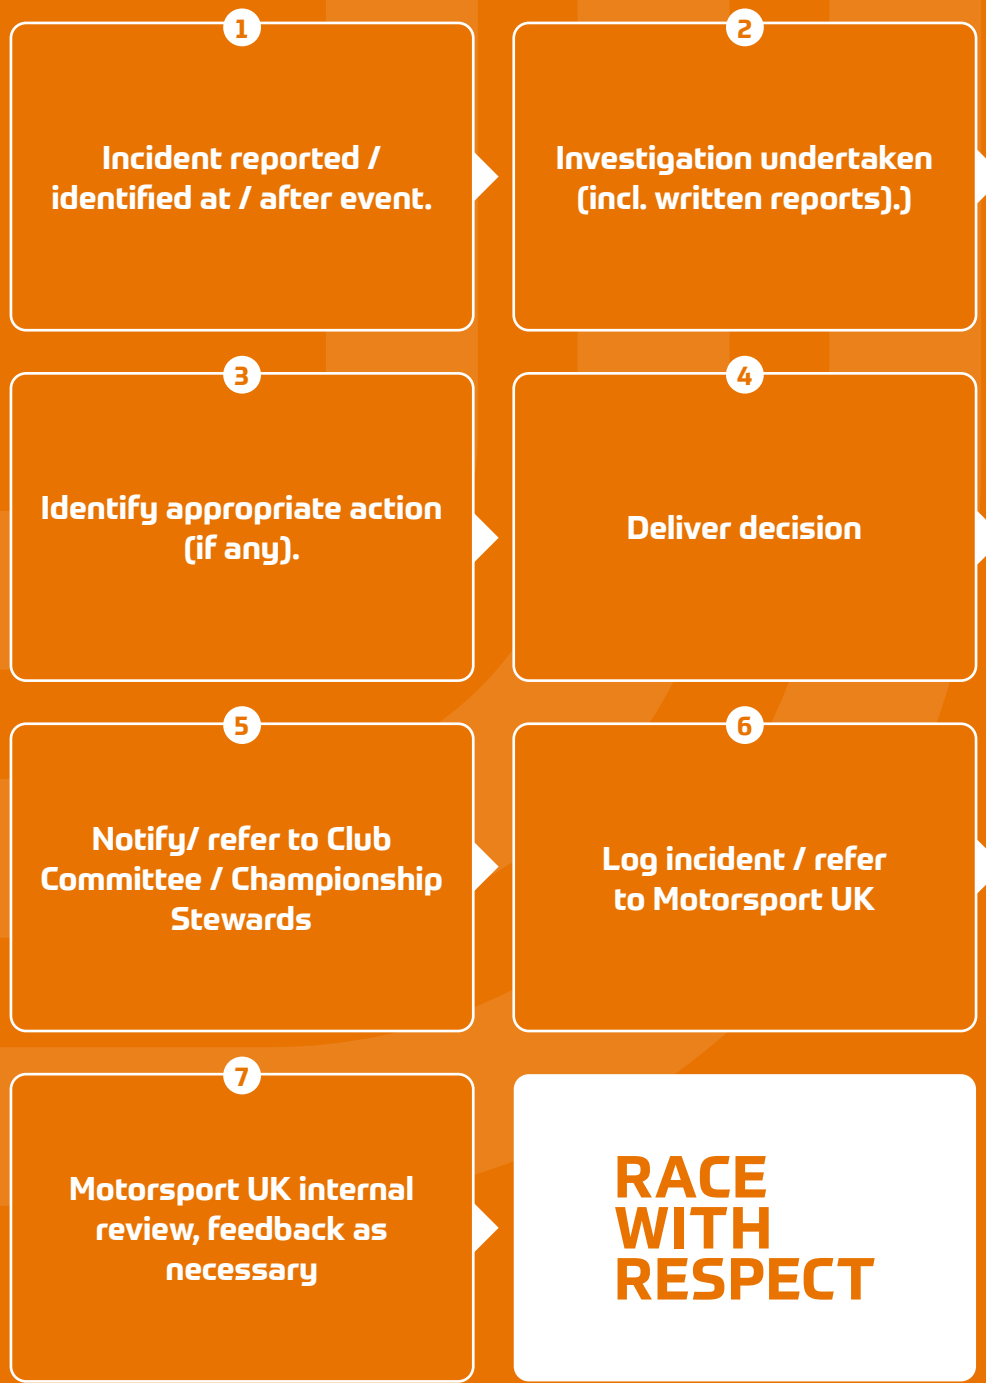 1
Incident reported /
identified at / after event.
2
Investigation undertaken
(incl. written reports).)
3
Identify appropriate action
(if any).
4
Deliver decision
5
Notify/ refer to Club
Committee / Championship
Stewards
6
Log incident / refer
to Motorsport UK
7
Motorsport UK internal
review, feedback as
necessary
RACE
WITH
RESPECT